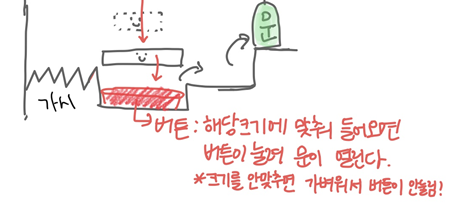 가시
버튼 : 해당크기에 맞춰 들어오면
버튼이 눌려 문이 열린다.
*크기를 안맞추면 가벼워서 버튼이 안눌림!